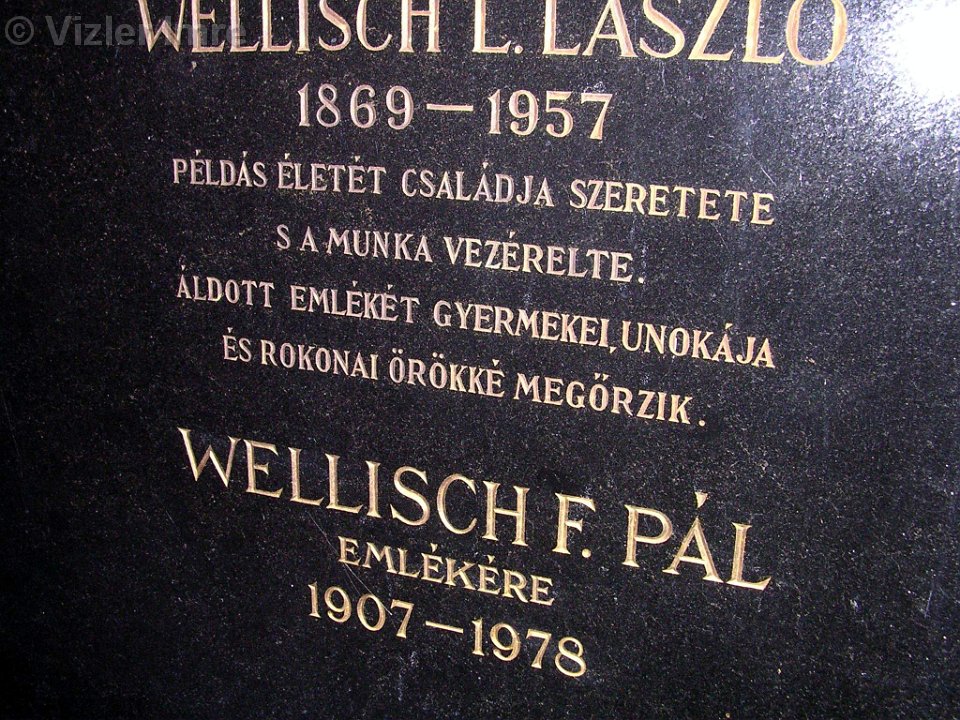 © Vizler Imre
WELLISCH L. LÁSZLÓ
1869 – 1957
PÉLDÁS ÉLETÉT CSALÁDJA SZERETETE
S A MUNKA VEZÉRELTE.
ÁLDOTT EMLÉKÉT GYERMEKEI, UNOKÁJA
ÉS ROKONAI ÖRÖKKÉ MEGŐRZIK.
WELLISCH F. PÁL
EMLÉKÉRE
1907 – 1978